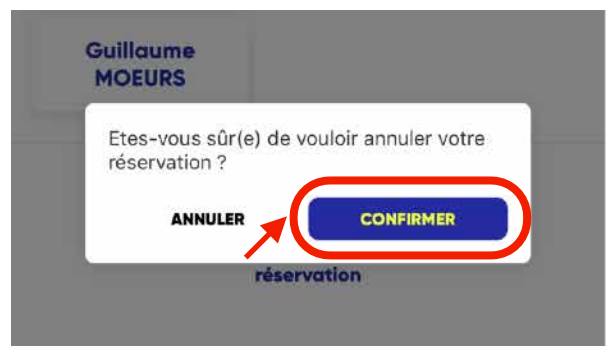 Guillaume
MOEURS
Etes-vous sûr(e) de vouloir annuler votre
réservation ?
ANNULER CONFIRMER
réservation